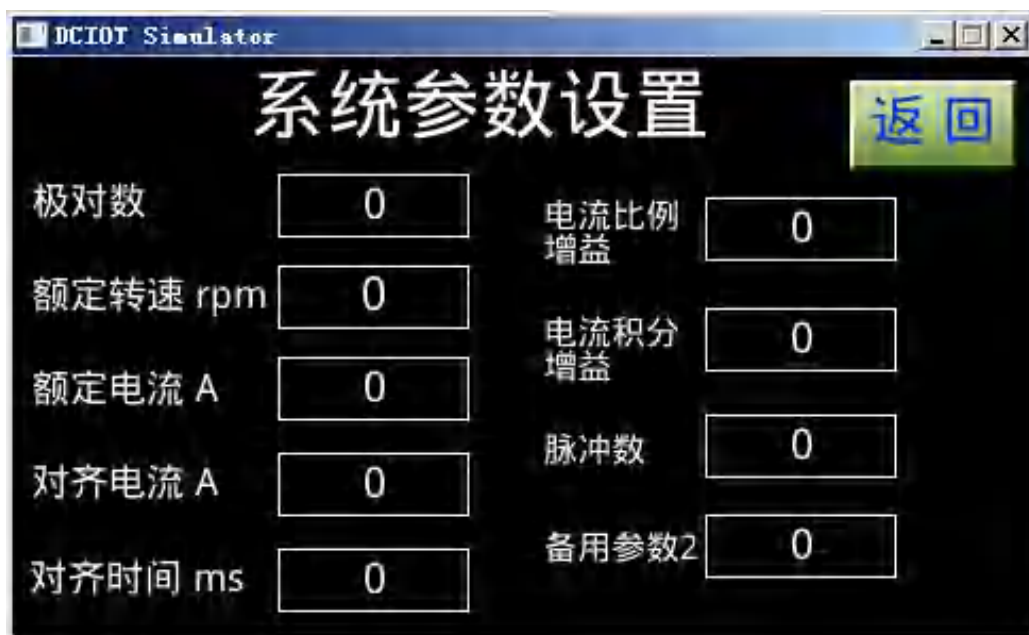 DCIOT Simulator
系统参数设置
返回
极对数
0
额定转速 rpm
0
额定电流 A
0
对齐电流 A
0
对齐时间 ms
0
电流比例
增益
0
电流积分
增益
0
脉冲数
0
备用参数2
0